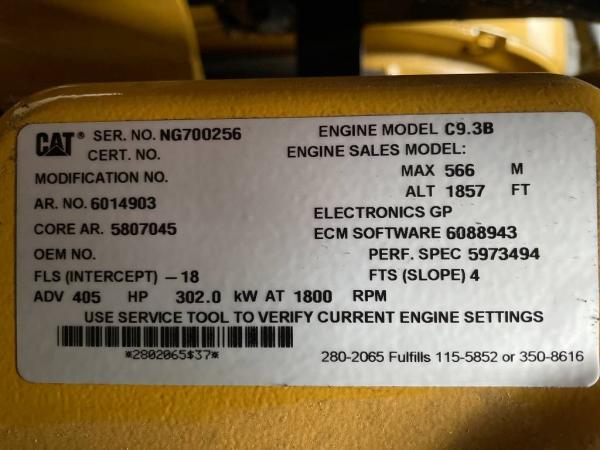 CAT® SER. NO. NG700256 ENGINE MODEL C9.3B
CERT. NO. ENGINE SALES MODEL:
MODIFICATION NO. MAX 566 M
ALT 1857 FT
AR. NO. 6014903 ELECTRONICS GP
CORE AR. 5807045 ECM SOFTWARE 6088943
OEM NO. PERF. SPEC 5973494
FLS (INTERCEPT) -18 FTS (SLOPE) 4
ADV 405 HP 302.0 kW AT 1800 RPM
USE SERVICE TOOL TO VERIFY CURRENT ENGINE SETTINGS
*2802065$37* 280-2065 Fulfills 115-5852 or 350-8616